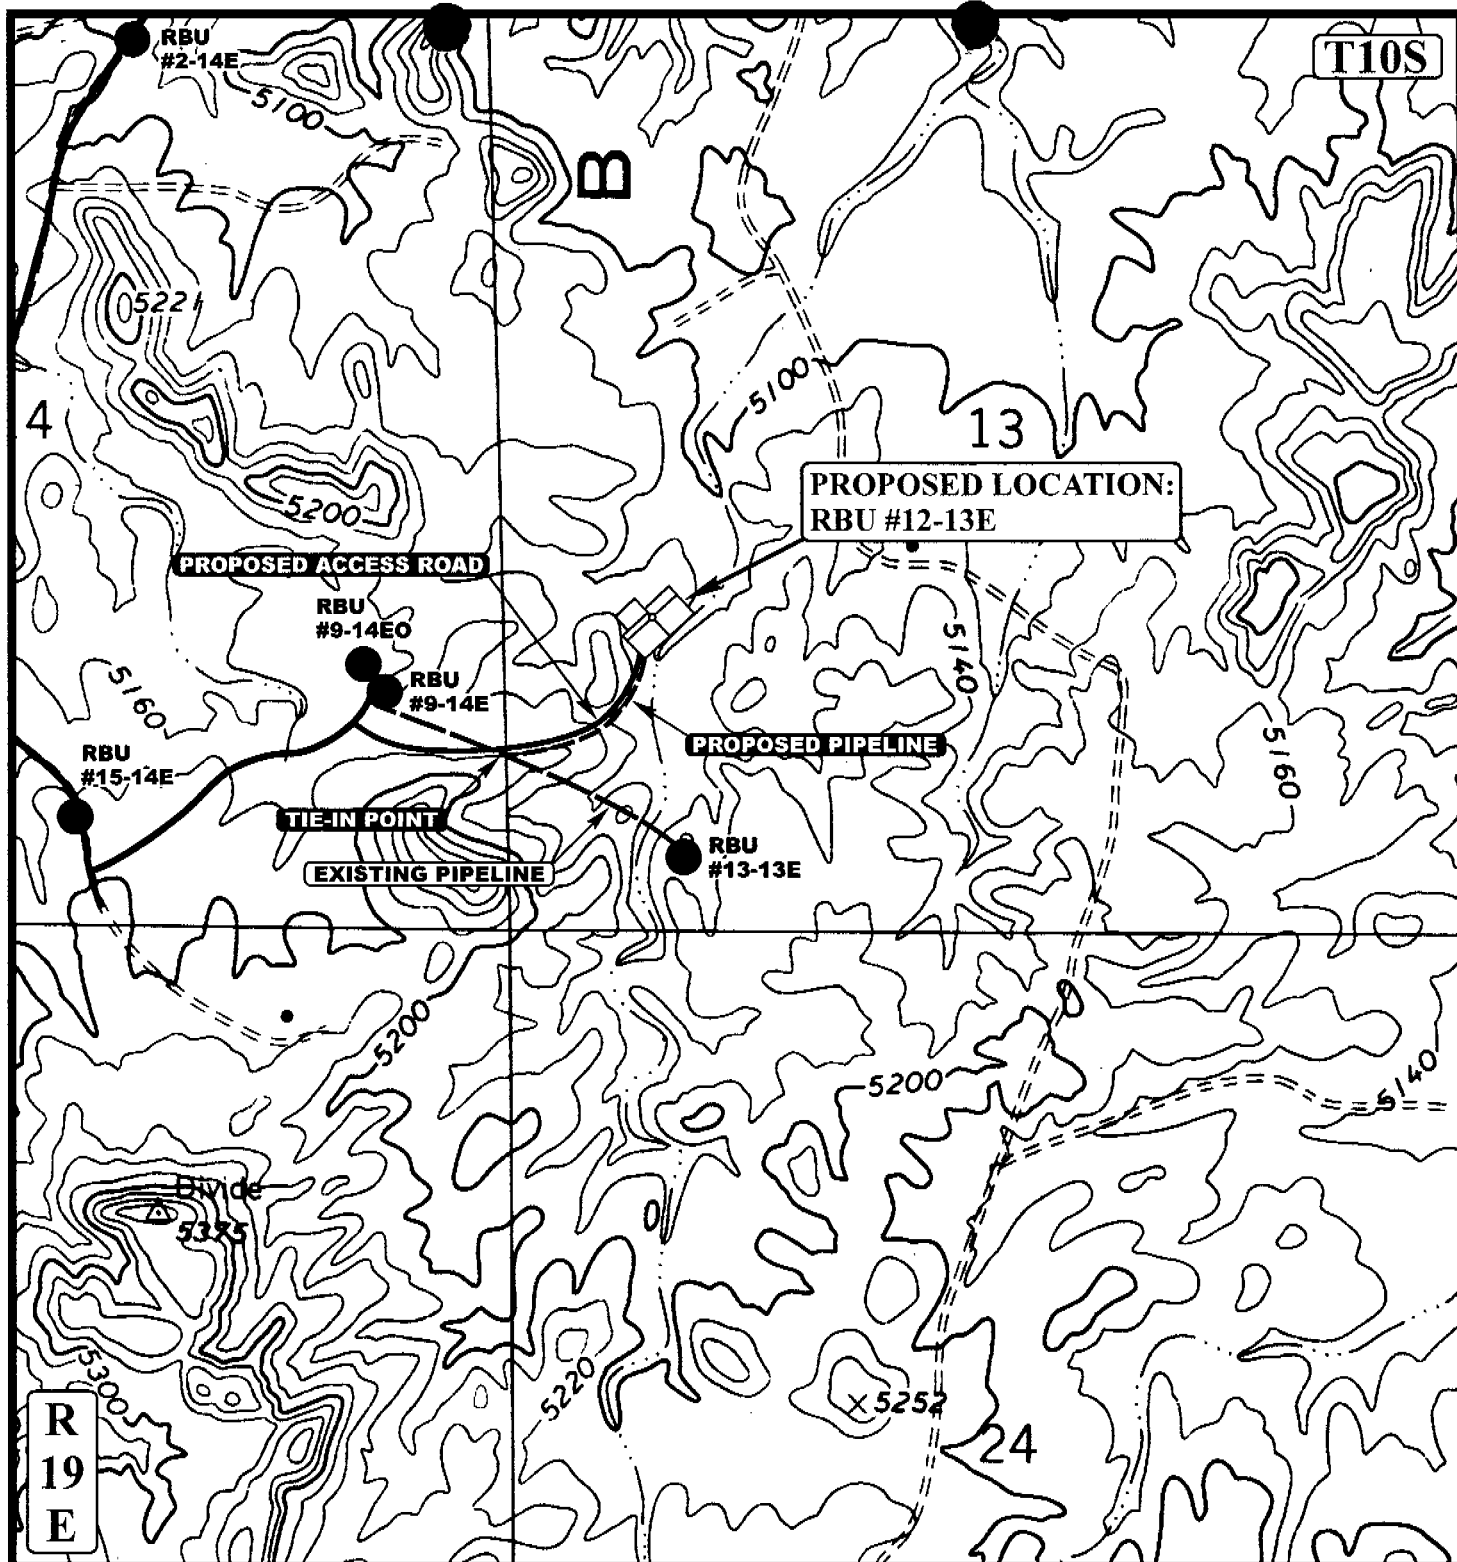 RBU
#2-14E
T10S
5100
B
5221
5100
4
13
PROPOSED LOCATION:
RBU #12-13E
5200
PROPOSED ACCESS ROAD
RBU
#9-14EO
5140
5160
RBU
#9-14E
PROPOSED PIPELINE
5160
RBU
#15-14E
TIE-IN POINT
RBU
#13-13E
EXISTING PIPELINE
5200
5200
5140
Divide
5375
5300
5220
5252
R
19
E
24